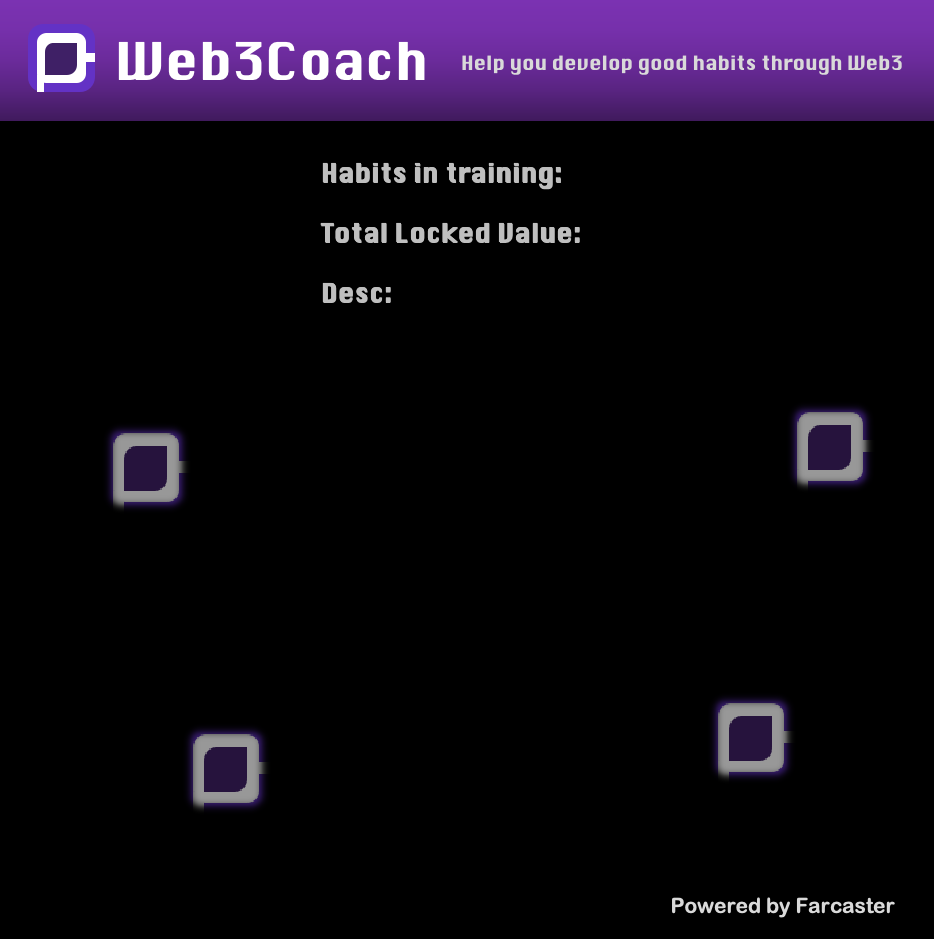 Web3Coach
Help you develop good habits through Web3
Habits in training:
Total Locked Value:
Desc:
Powered by Farcaster